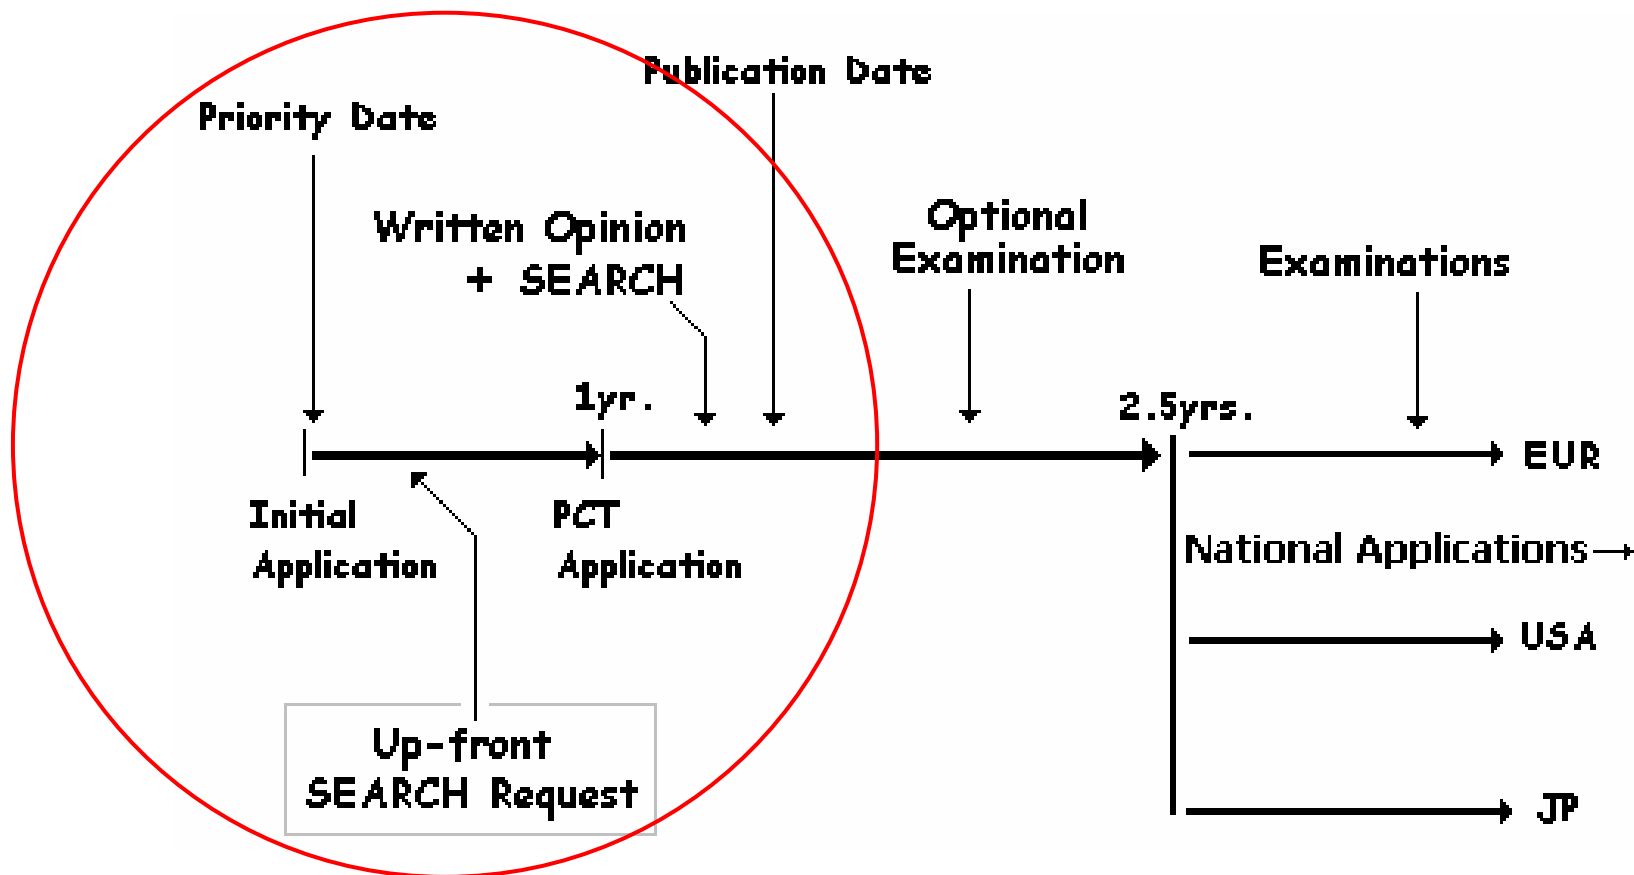 Publication Date
Priority Date
Written Opinion
+ SEARCH
Optional
Examination
Examinations
1yr.
2.5yrs.
EUR
Initial
Application
PCT
Application
National Applications
USA
Up-front
SEARCH Request
JP